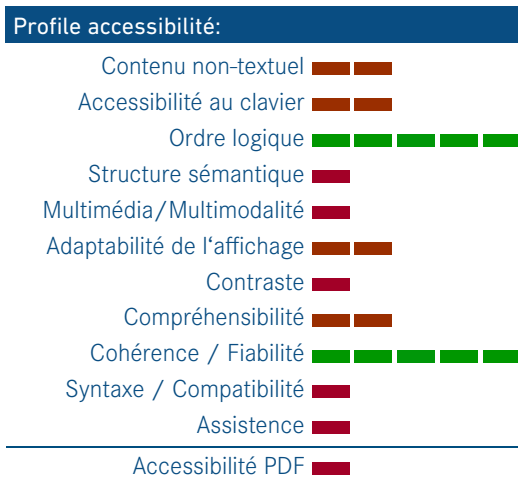 Profile accessibilité:
Contenu non-textuel
Accessibilité au clavier
Ordre logique
Structure sémantique
Multimédia/Multimodalité
Adaptabilité de l‘affichage
Contraste
Compréhensibilité
Cohérence / Fiabilité
Syntaxe / Compatibilité
Assistence
Accessibilité PDF